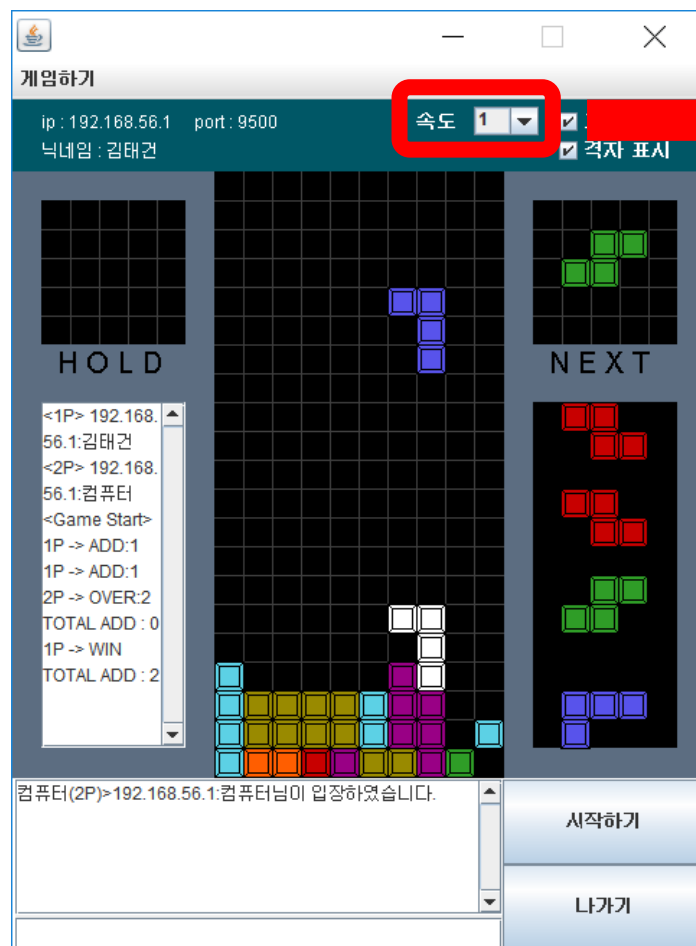 게임하기
ip : 192.168.56.1 port : 9500
속도 1
닉네임 : 김태건
격자 표시
HOLD
NEXT
<1P> 192.168.
56.1:김태건
<2P> 192.168.
56.1:컴퓨터
<Game Start>
1P -> ADD:1
1P -> ADD:1
2P -> OVER:2
TOTAL ADD : 0
1P -> WIN
TOTAL ADD : 2
컴퓨터(2P)>192.168.56.1:컴퓨터님이 입장하였습니다.
시작하기
나가기